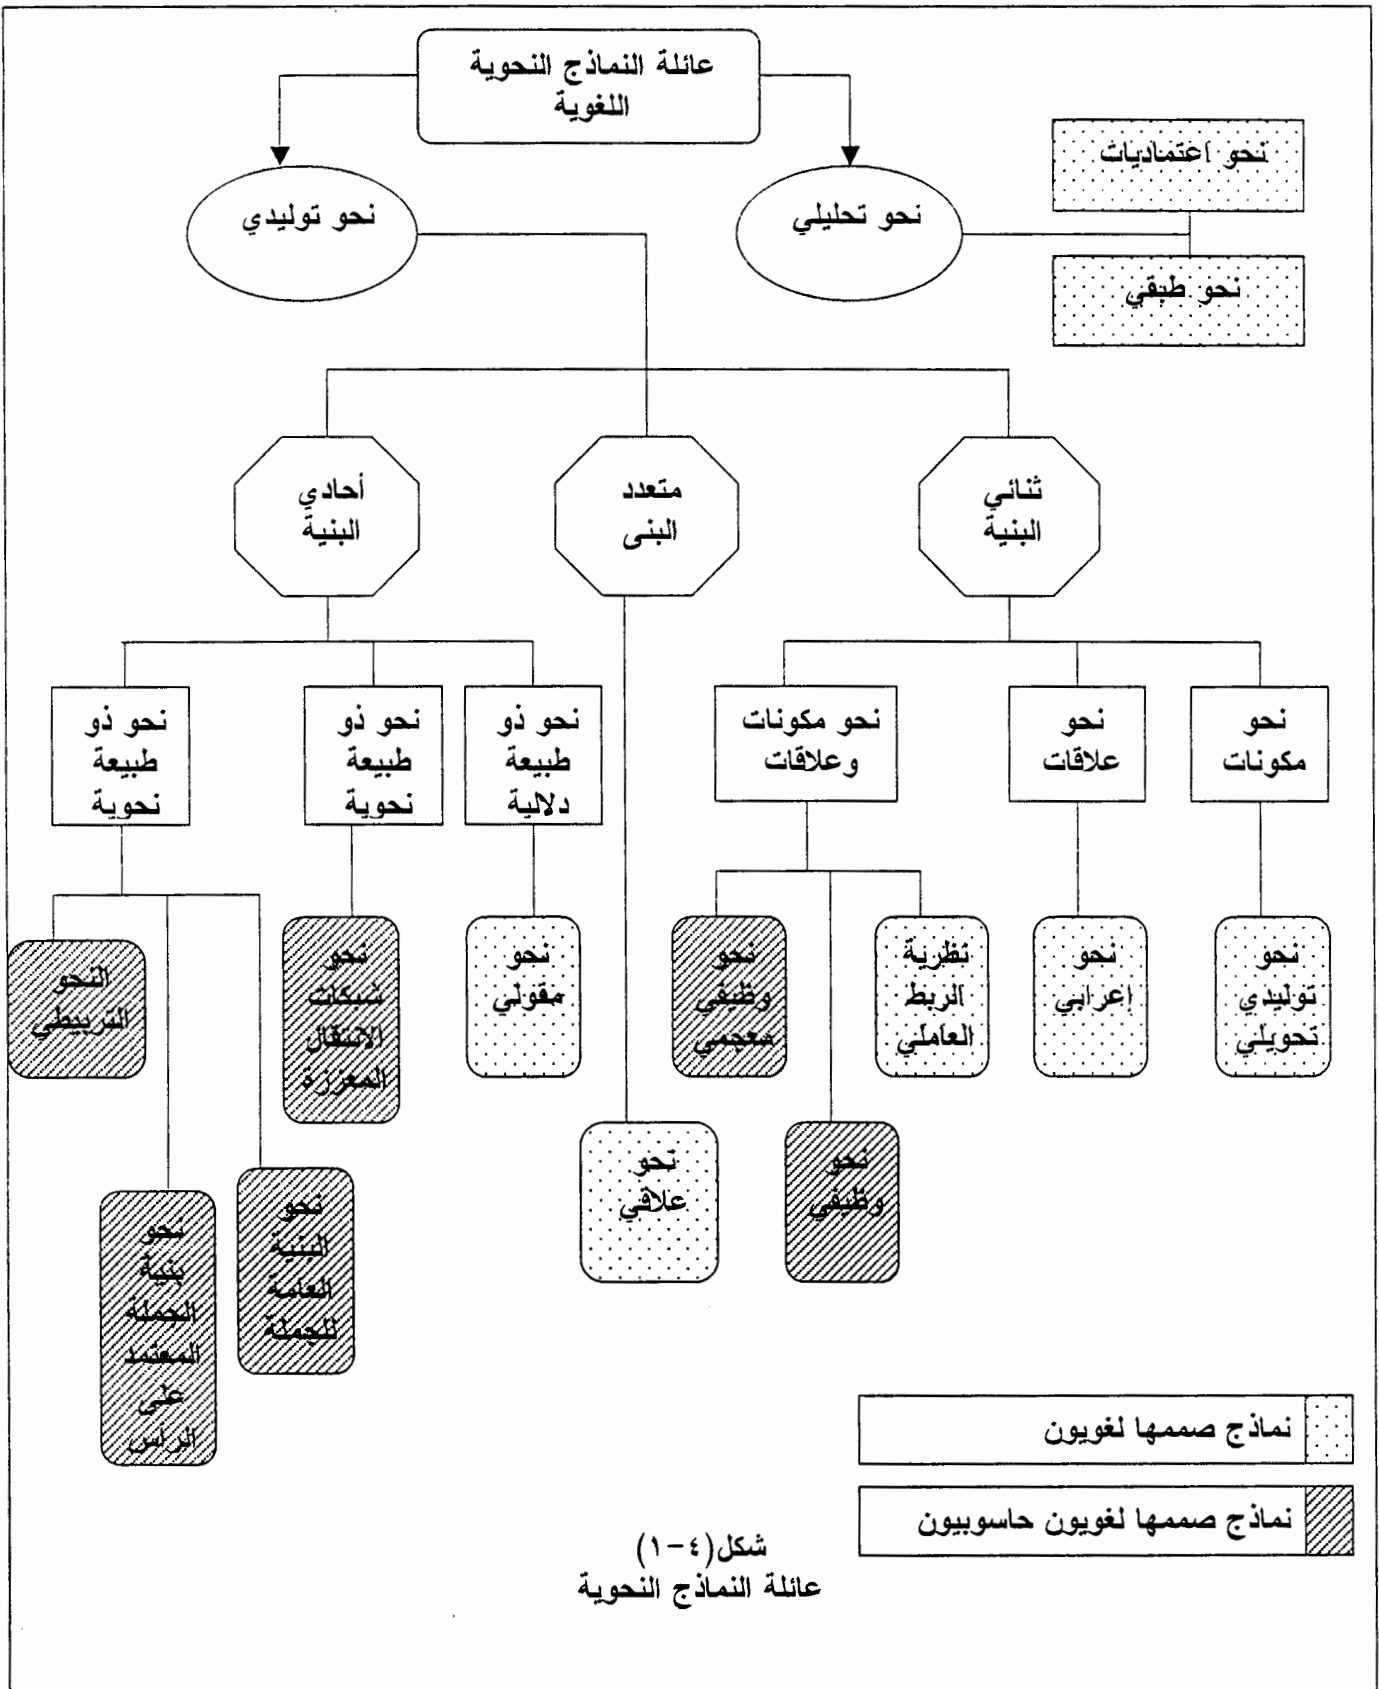 عائلة النماذج النحوية
اللغوية
نحو اعتماديات
نحو تحليلي
نحو توليدي
نحو طبقي
ثنائي
البنية
متعدد
البنى
أحادي
البنية
نحو
مكونات
نحو
علاقات
نحو مكونات
وعلاقات
نحو ذو
طبيعة
دلالية
نحو ذو
طبيعة
نحوية
نحو ذو
طبيعة
نحوية
نحو
توليدي
تحويلي
نحو
إعرابي
نظرية
الربط
العاملي
نحو
وظيفي
معجمي
نحو
مقولي
نحو
شبكات
الانتقال
المعززة
النحو
التربيطي
نحو
وظيفي
نحو
علاقي
نحو
البنية
العامة
للجملة
نحو
بنية
الجملة
المعتمد
على
الرأس
نماذج صممها لغويون
نماذج صممها لغويون حاسوبيون
شكل(٤-١)
عائلة النماذج النحوية